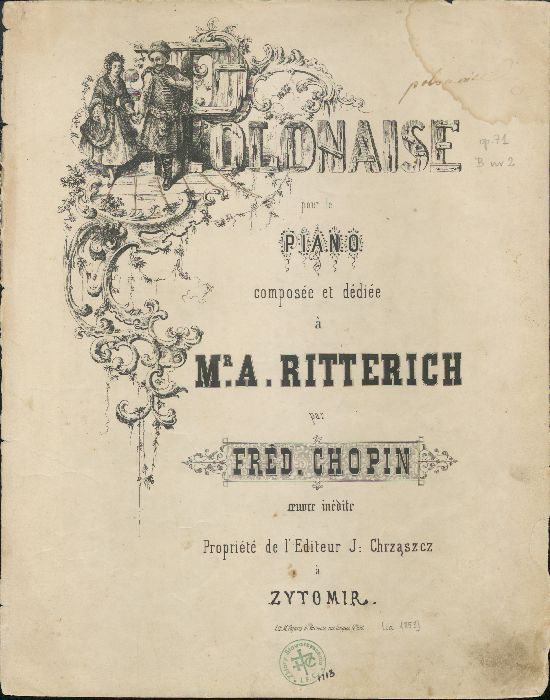 POLONAISE
pour le
PIANO
composée et dédiée
à
MR. A. RITTERICH
par
FRÉD. CHOPIN
œuvre inédite
Propriété de l'Editeur J: Chrząszcz
à
ZYTOMIR.
op. 71
B nr 2